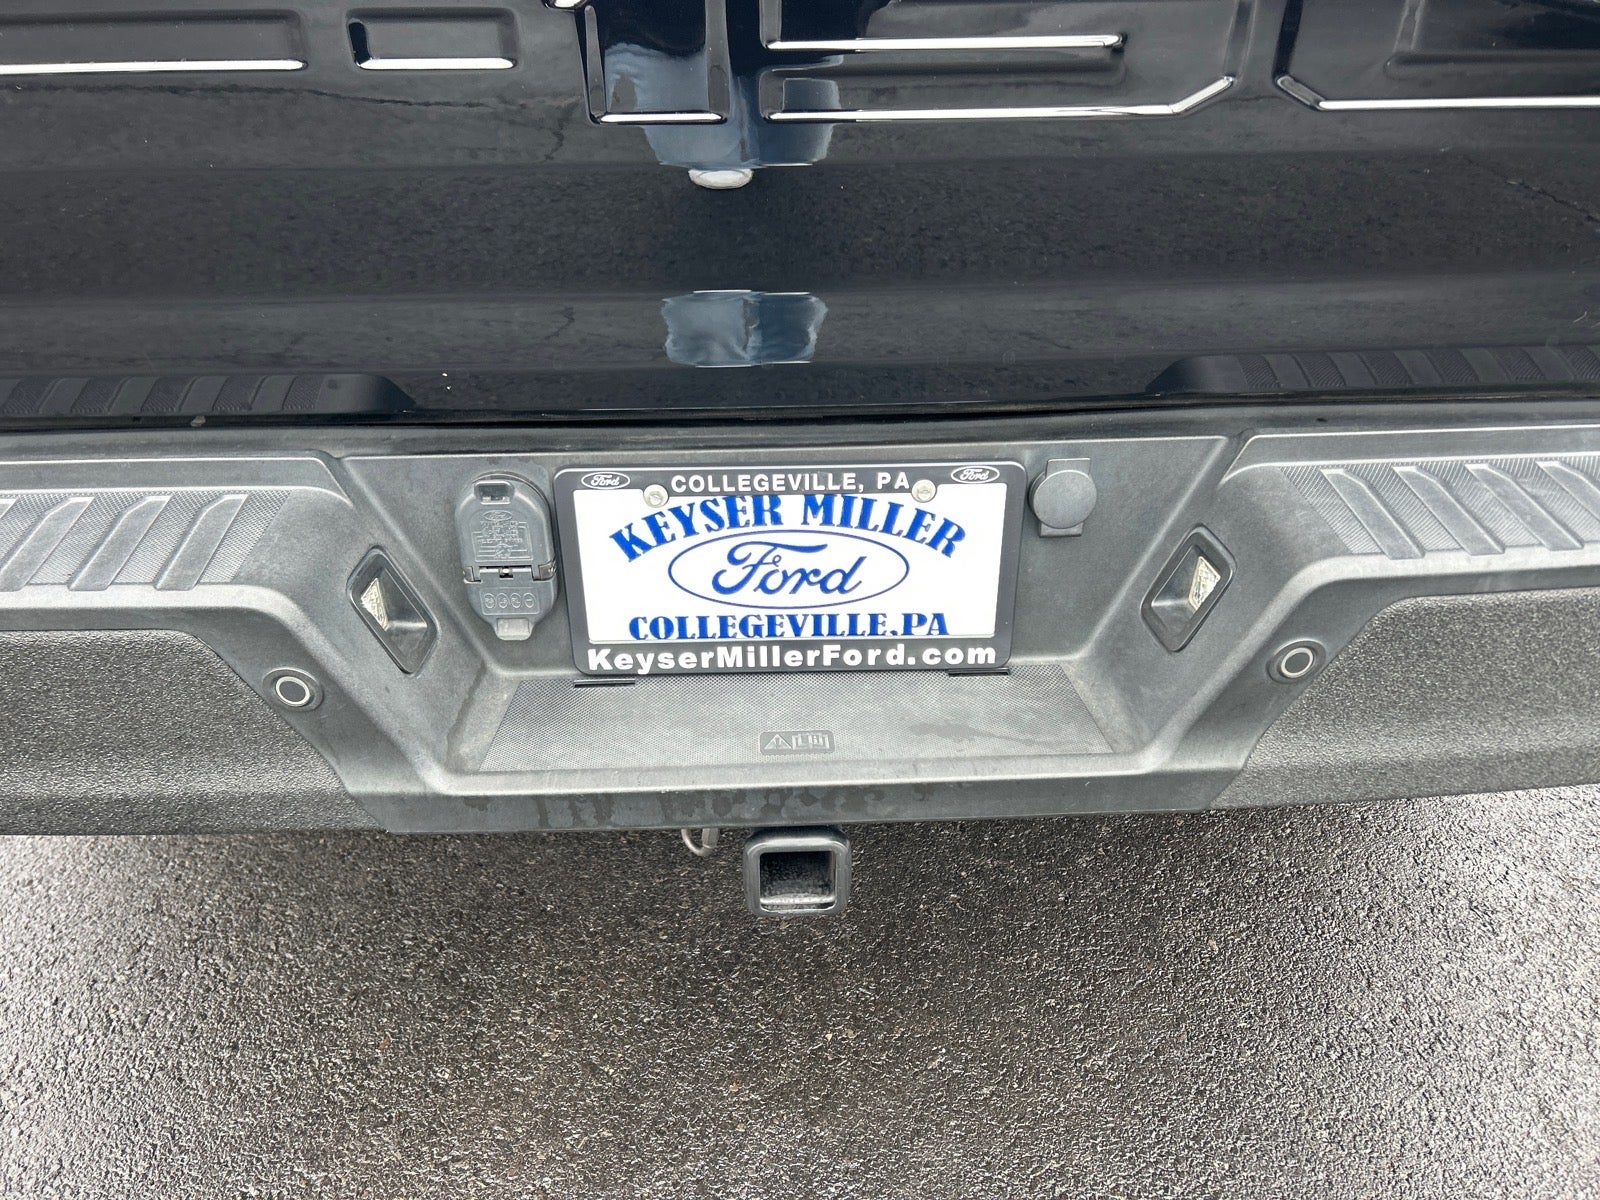 Ford COLLEGEVILLE, PA Ford
KEYSER MILLER
Ford
COLLEGEVILLE, PA
KeyserMillerFord.com